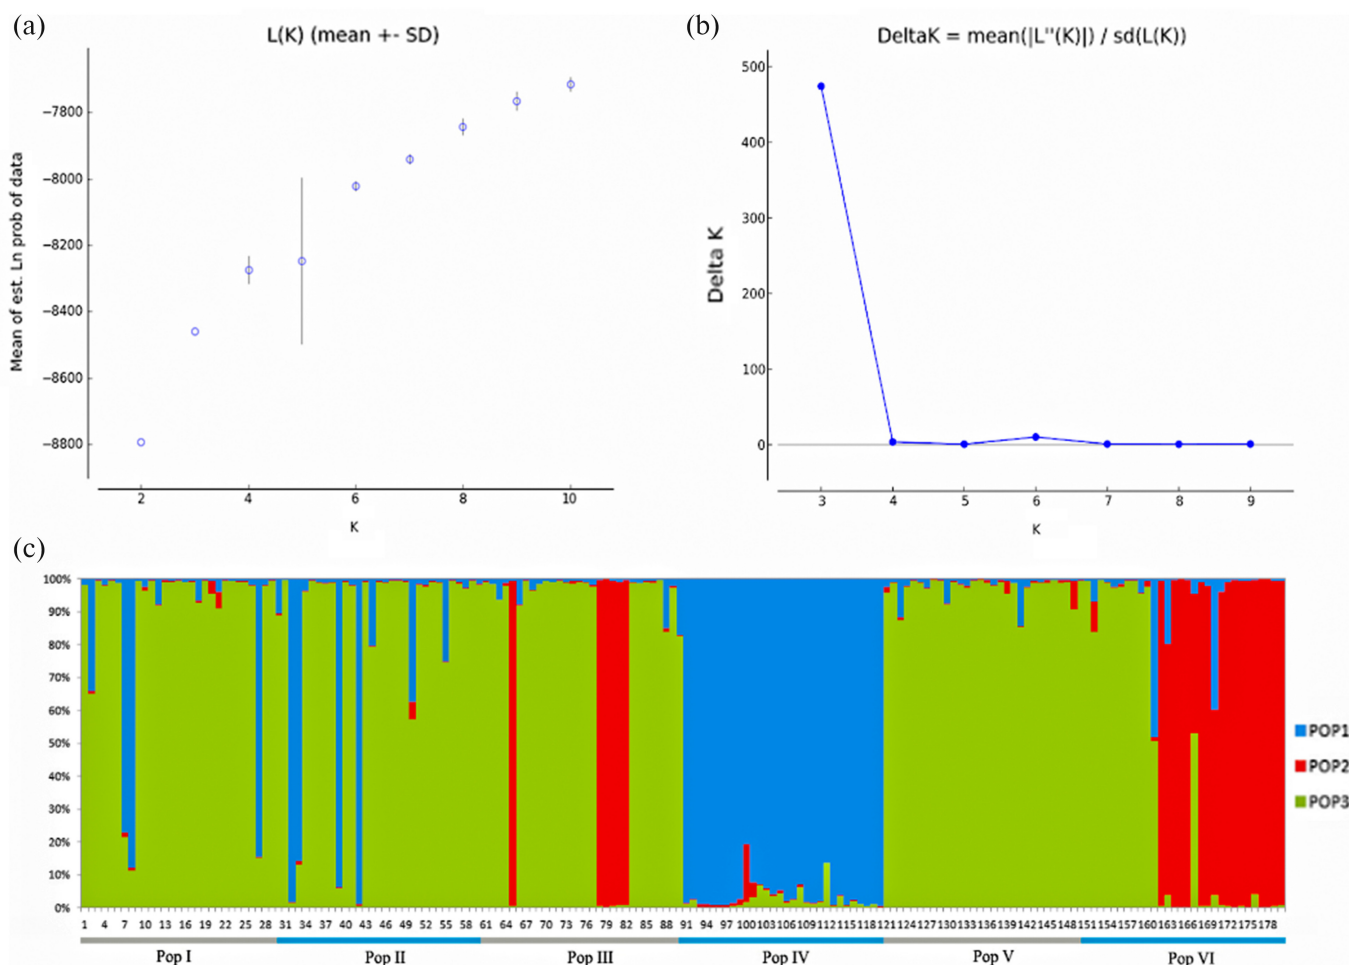 (a)
L(K) (mean +- SD)
Mean of est. Ln prob of data
−7800
−8000
−8200
−8400
−8600
−8800
2 4 6 8 10
K
(b)
DeltaK = mean(|L''(K)|) / sd(L(K))
Delta K
500
400
300
200
100
0
3 4 5 6 7 8 9
K
(c)
100%
90%
80%
70%
60%
50%
40%
30%
20%
10%
0%
POP1
POP2
POP3
1 4 7 10 13 16 19 22 25 28 31 34 37 40 43 46 49 52 55 58 61 64 67 70 73 76 79 82 85 88 91 94 97 100 103 106 109 112 115 118 121 124 127 130 133 136 139 142 145 148 151 154 157 160 163 166 169 172 175 178
Pop I Pop II Pop III Pop IV Pop V Pop VI